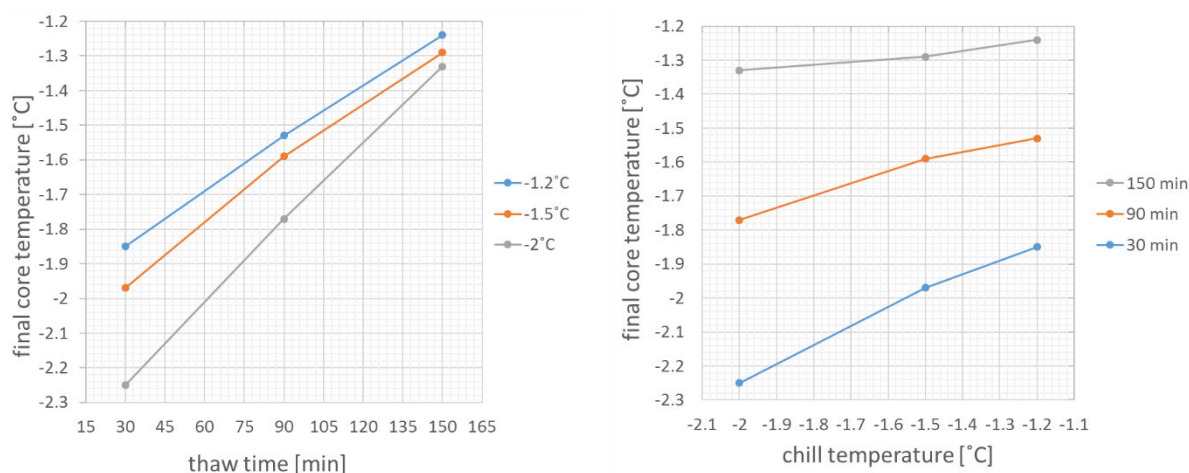 final core temperature [˚C]
-1.2
-1.3
-1.4
-1.5
-1.6
-1.7
-1.8
-1.9
-2
-2.1
-2.2
-2.3
15 30 45 60 75 90 105 120 135 150 165
thaw time [min]
-1.2˚C
-1.5˚C
-2˚C
final core temperature [˚C]
-1.2
-1.3
-1.4
-1.5
-1.6
-1.7
-1.8
-1.9
-2
-2.1
-2.2
-2.3
-2.1 -2 -1.9 -1.8 -1.7 -1.6 -1.5 -1.4 -1.3 -1.2 -1.1
chill temperature [˚C]
150 min
90 min
30 min